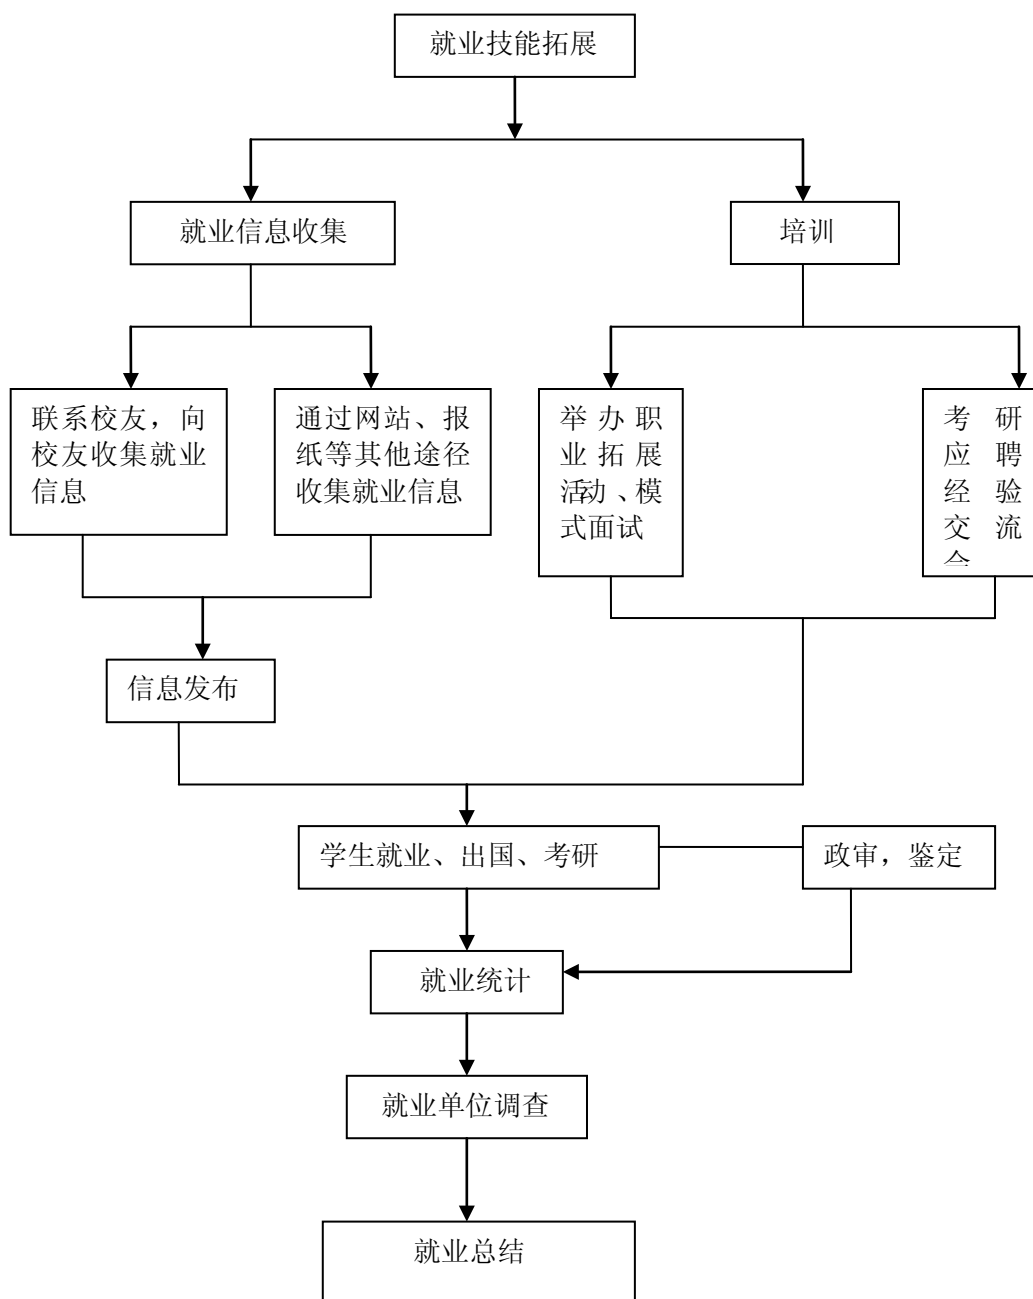 就业技能拓展
就业信息收集
培训
联系校友，向
校友收集就业
信息
通过网站、报
纸等其他途径
收集就业信息
举办职
业拓展
活动、模
式面试
考研
应聘
经验
交流
会
信息发布
学生就业、出国、考研
政审，鉴定
就业统计
就业单位调查
就业总结